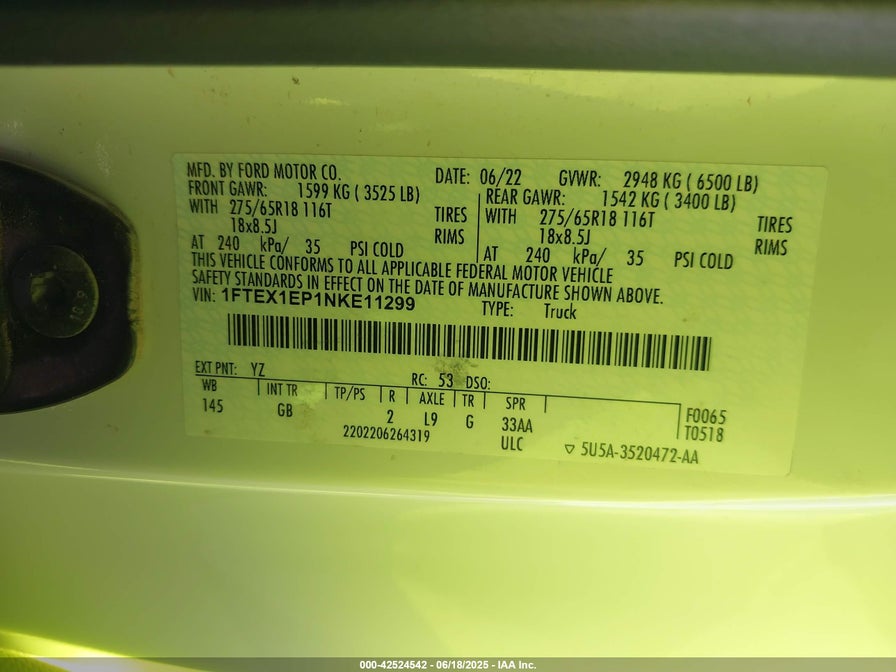 MFD. BY FORD MOTOR CO. DATE: 06/22 GVWR: 2948 KG ( 6500 LB)
FRONT GAWR: 1599 KG ( 3525 LB) REAR GAWR: 1542 KG ( 3400 LB)
WITH 275/65R18 116T TIRES WITH 275/65R18 116T TIRES
18x8.5J RIMS 18x8.5J RIMS
AT 240 kPa/ 35 PSI COLD AT 240 kPa/ 35 PSI COLD
THIS VEHICLE CONFORMS TO ALL APPLICABLE FEDERAL MOTOR VEHICLE
SAFETY STANDARDS IN EFFECT ON THE DATE OF MANUFACTURE SHOWN ABOVE.
VIN: 1FTEX1EP1NKE11299 TYPE: Truck
EXT PNT: YZ RC: 53 DSO:
WB INT TR TP/PS R AXLE TR SPR
145 GB 2 L9 G 33AA F0065
2202206264319 ULC T0518
▽ 5U5A-3520472-AA
000-42524542 - 06/18/2025 - IAA Inc.